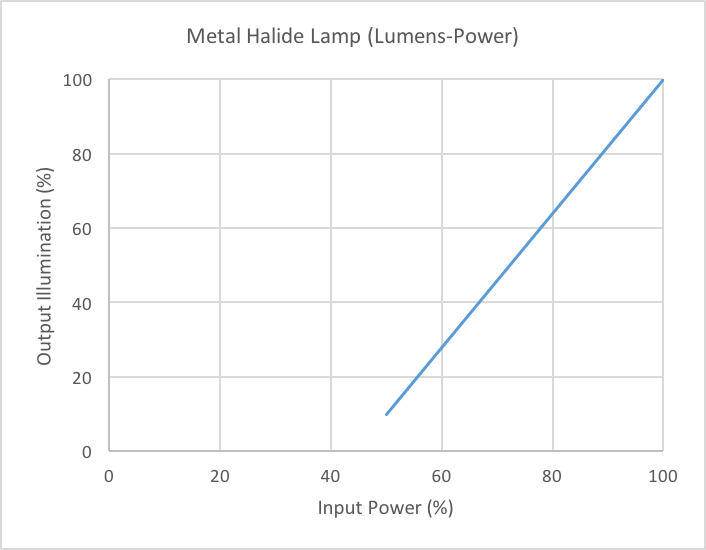 Metal Halide Lamp (Lumens-Power)
100
80
60
40
20
0
Output Illumination (%)
0 20 40 60 80 100
Input Power (%)